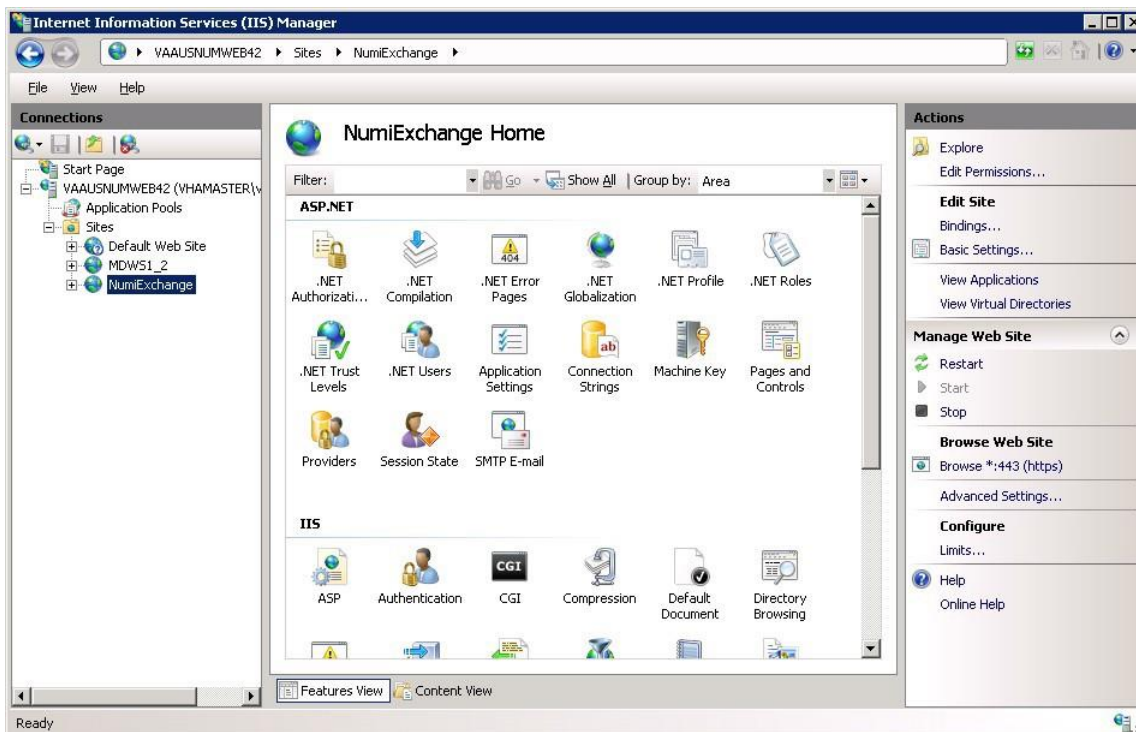 Internet Information Services (IIS) Manager
VAAUSNUMWEB42 Sites NumiExchange
File View Help
Connections
Start Page
VAAUSNUMWEB42 (VHAMASTER\v
Application Pools
Sites
Default Web Site
MDWS1_2
NumiExchange
NumiExchange Home
Filter: Go Show All Group by: Area
ASP.NET
.NET Authorizati...
.NET Compilation
.NET Error Pages
.NET Globalization
.NET Profile
.NET Roles
.NET Trust Levels
.NET Users
Application Settings
Connection Strings
Machine Key
Pages and Controls
Providers
Session State
SMTP E-mail
IIS
ASP
Authentication
CGI
Compression
Default Document
Directory Browsing
Features View
Content View
Actions
Explore
Edit Permissions...
Edit Site
Bindings...
Basic Settings...
View Applications
View Virtual Directories
Manage Web Site
Restart
Start
Stop
Browse Web Site
Browse *:443 (https)
Advanced Settings...
Configure
Limits...
Help
Online Help
Ready